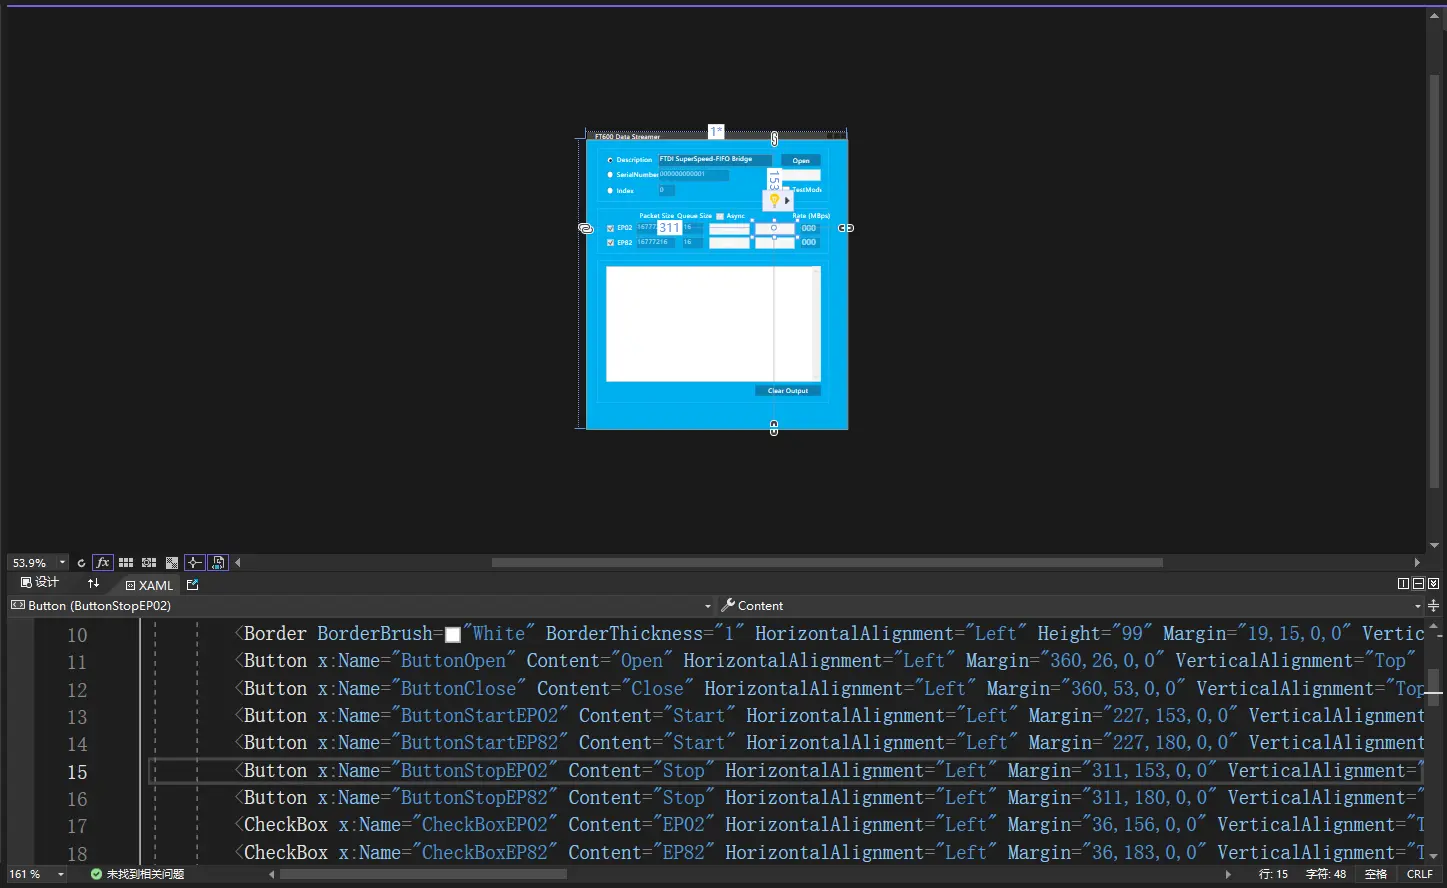 FT600 Data Streamer
1*
Description FTDI SuperSpeed-FIFO Bridge Open
SerialNumber 000000000001 153
Index 0 TestMode
Packet Size Queue Size Async Rate (MBps)
EP02 16777 311 16 000
EP82 16777216 16 000
Clear Output
53.9% fx
设计 XAML
Button (ButtonStopEP02) Content
10 <Border BorderBrush="White" BorderThickness="1" HorizontalAlignment="Left" Height="99" Margin="19,15,0,0" Vertic
11 <Button x:Name="ButtonOpen" Content="Open" HorizontalAlignment="Left" Margin="360,26,0,0" VerticalAlignment="Top"
12 <Button x:Name="ButtonClose" Content="Close" HorizontalAlignment="Left" Margin="360,53,0,0" VerticalAlignment="Top
13 <Button x:Name="ButtonStartEP02" Content="Start" HorizontalAlignment="Left" Margin="227,153,0,0" VerticalAlignment
14 <Button x:Name="ButtonStartEP82" Content="Start" HorizontalAlignment="Left" Margin="227,180,0,0" VerticalAlignment
15 <Button x:Name="ButtonStopEP02" Content="Stop" HorizontalAlignment="Left" Margin="311,153,0,0" VerticalAlignment="
16 <Button x:Name="ButtonStopEP82" Content="Stop" HorizontalAlignment="Left" Margin="311,180,0,0" VerticalAlignment="
17 <CheckBox x:Name="CheckBoxEP02" Content="EP02" HorizontalAlignment="Left" Margin="36,156,0,0" VerticalAlignment="T
18 <CheckBox x:Name="CheckBoxEP82" Content="EP82" HorizontalAlignment="Left" Margin="36,183,0,0" VerticalAlignment="T
161 % 未找到相关问题 行: 15 字符: 48 空格 CRLF